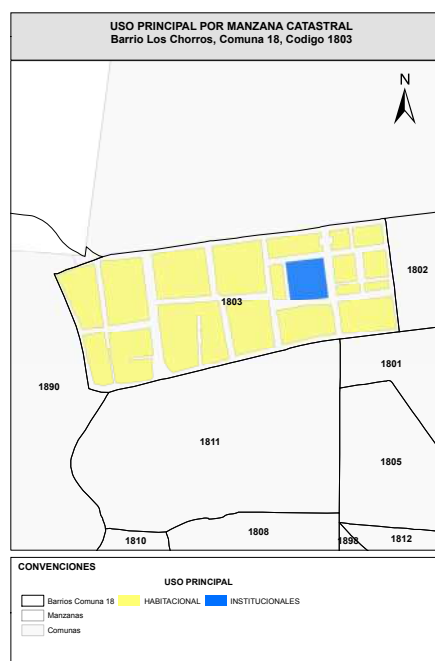 USO PRINCIPAL POR MANZANA CATASTRAL
Barrio Los Chorros, Comuna 18, Codigo 1803
N
1802
1803
1801
1890
1811
1805
1808
1810
1898
1812
CONVENCIONES
USO PRINCIPAL
Barrios Comuna 18 HABITACIONAL INSTITUCIONALES
Manzanas
Comunas